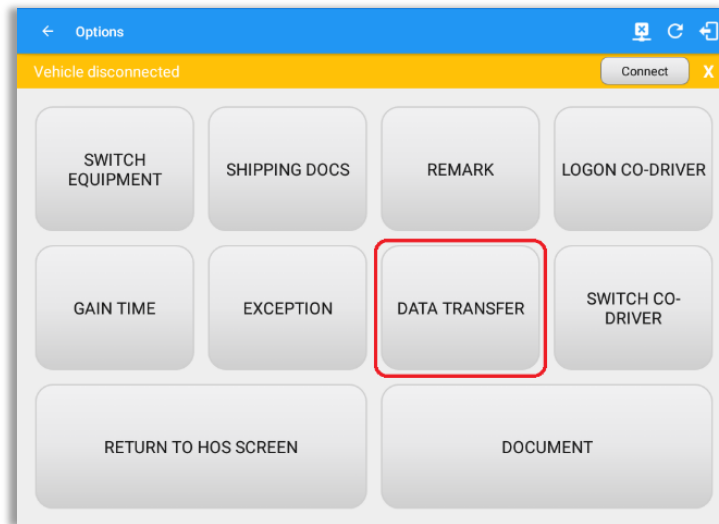 Options
Vehicle disconnected
Connect
X
SWITCH
EQUIPMENT
SHIPPING DOCS
REMARK
LOGON CO-DRIVER
GAIN TIME
EXCEPTION
DATA TRANSFER
SWITCH CO-
DRIVER
RETURN TO HOS SCREEN
DOCUMENT